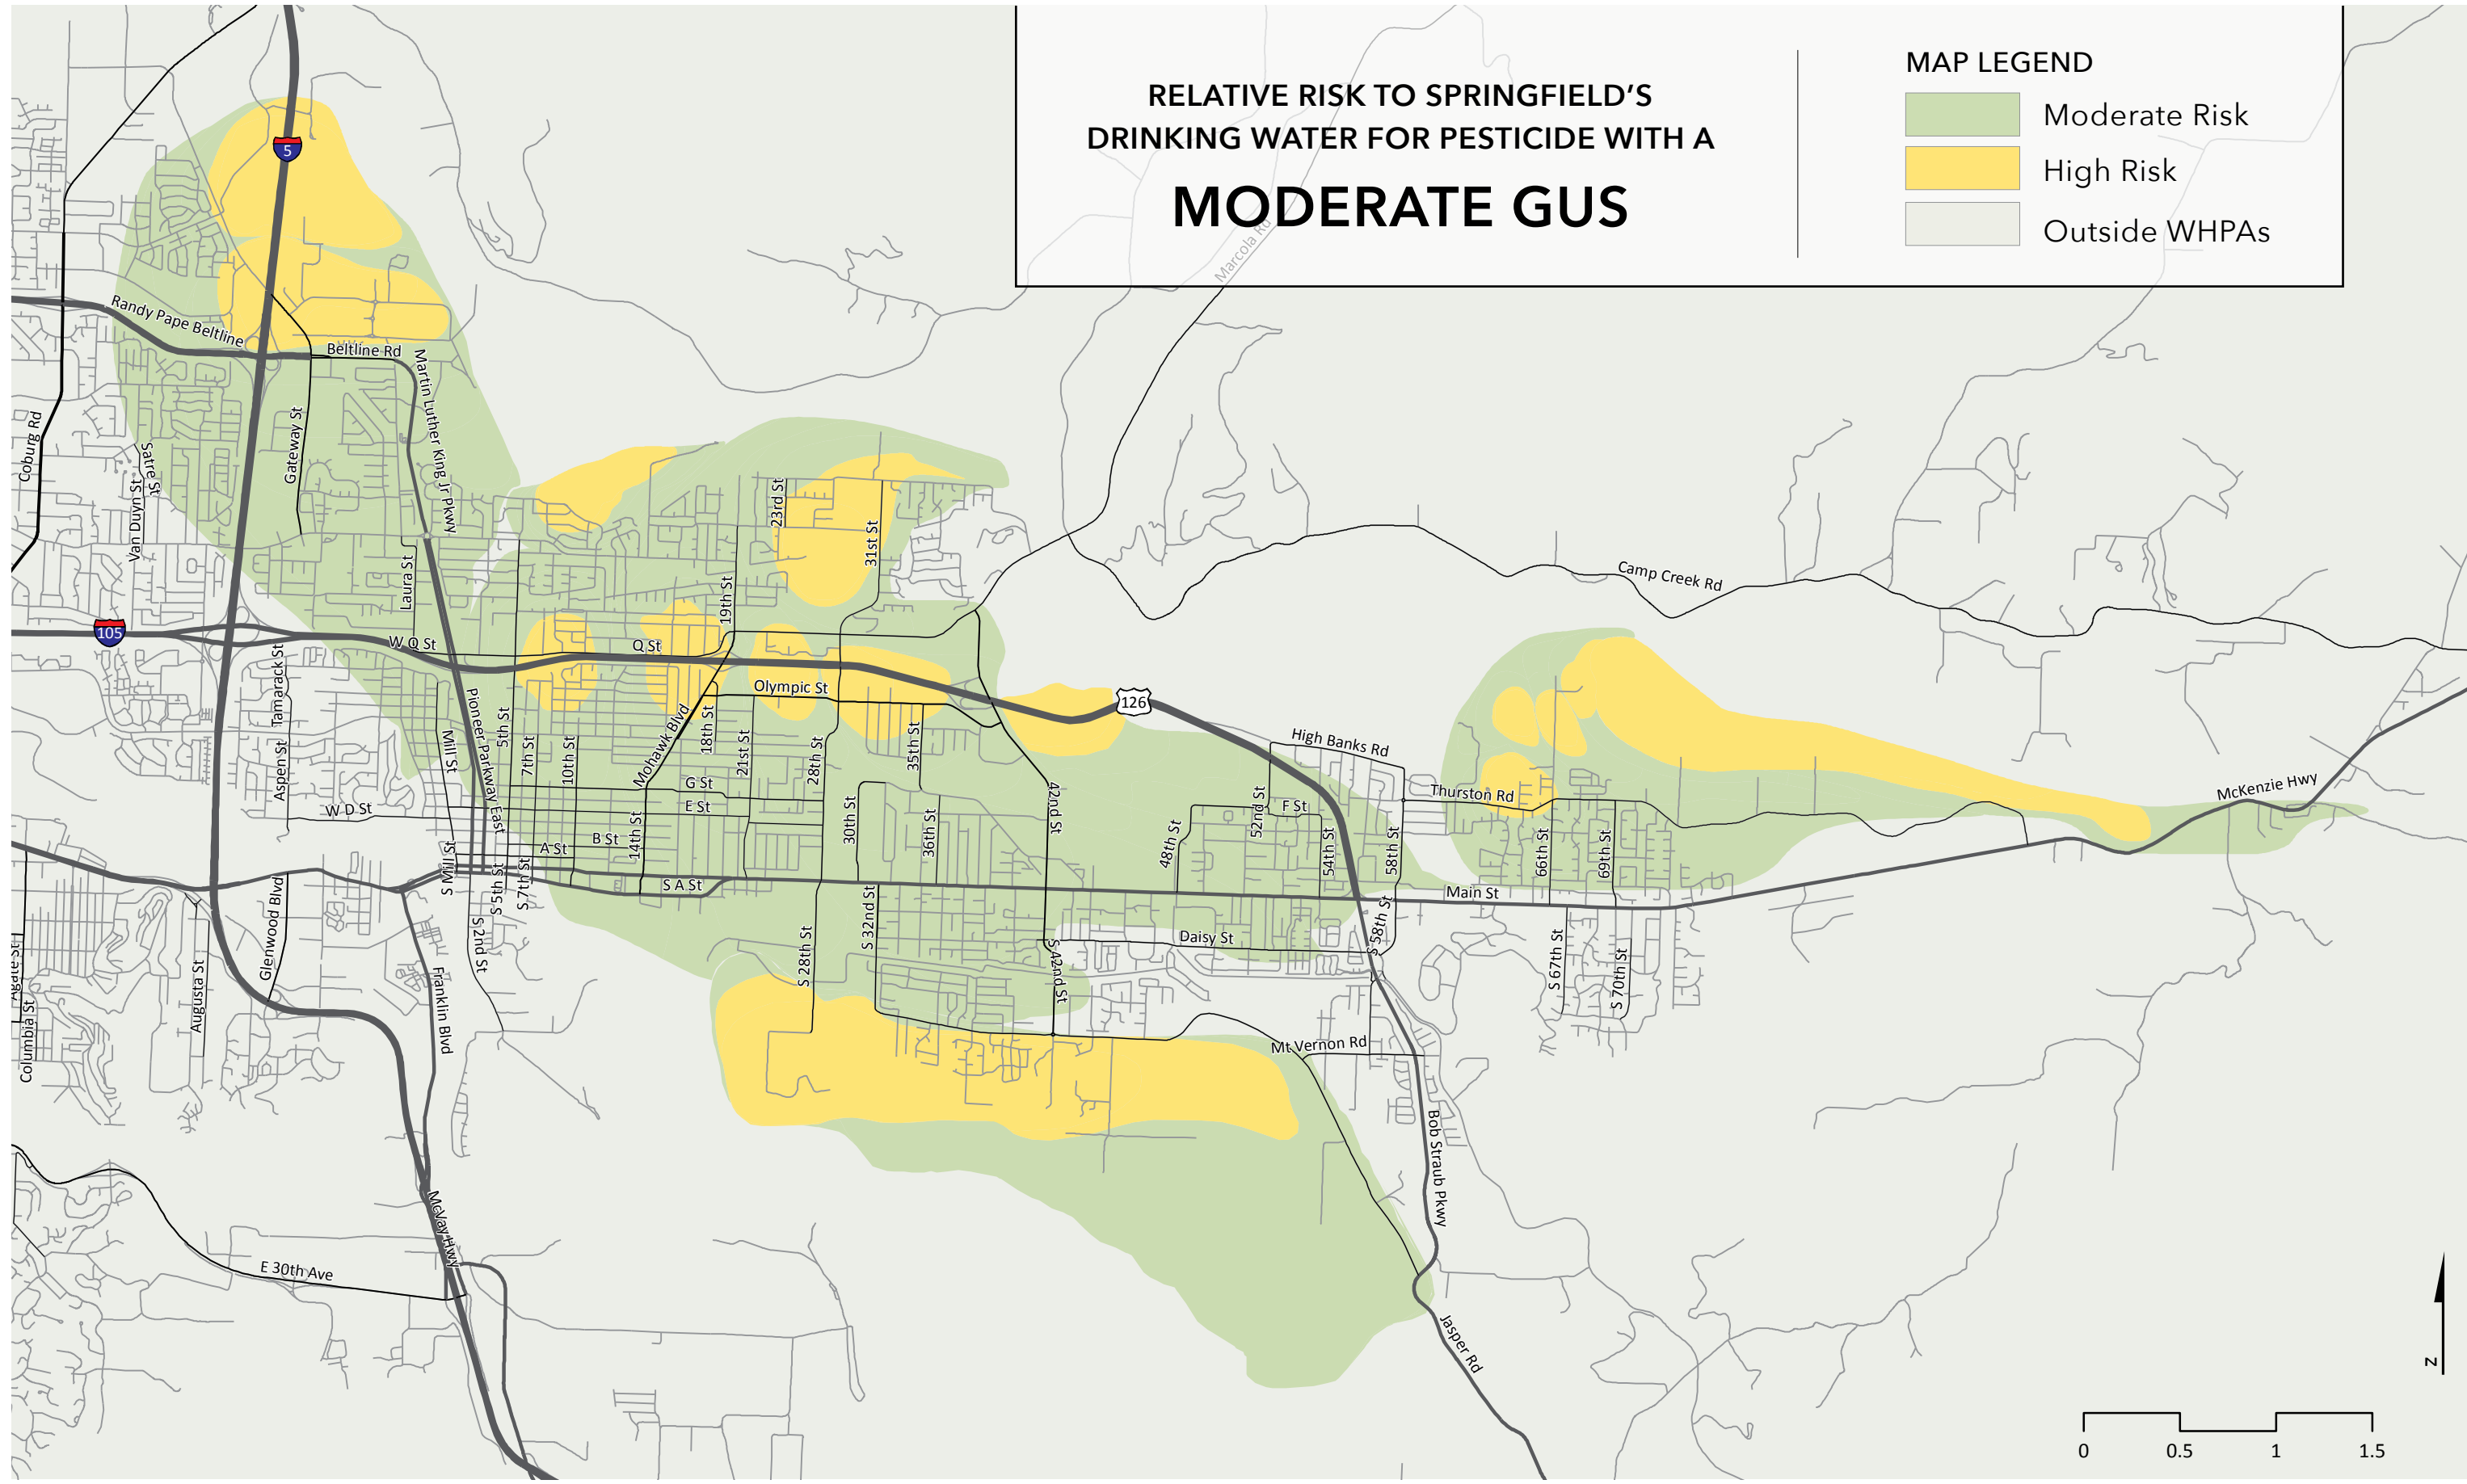 RELATIVE RISK TO SPRINGFIELD'S
DRINKING WATER FOR PESTICIDE WITH A
MODERATE GUS
MAP LEGEND
Moderate Risk
High Risk
Outside WHPAs
Marcola Rd
5
Randy Pape Beltline
Beltline Rd
Martin Luther King Jr Pkwy
Coburg Rd
Gateway St
Satre St
Van Duyn St
23rd St
31st St
Laura St
19th St
Camp Creek Rd
105
W Q St
Q St
Tamarack St
Olympic St
126
Pioneer Parkway East
5th St
Mill St
7th St
10th St
Mohawk Blvd
18th St
21st St
28th St
35th St
High Banks Rd
Aspen St
G St
E St
W D St
30th St
36th St
42nd St
48th St
52nd St
F St
54th St
58th St
Thurston Rd
McKenzie Hwy
66th St
69th St
B St
A St
14th St
S Mill St
S 5th St
S 7th St
S A St
Main St
Glenwood Blvd
S 2nd St
S 28th St
S 32nd St
S 42nd St
Daisy St
S 58th St
S 67th St
S 70th St
Agate St
Columbia St
Augusta St
Franklin Blvd
Mt Vernon Rd
Bob Straub Pkwy
McVay Hwy
E 30th Ave
Jasper Rd
N
0 0.5 1 1.5